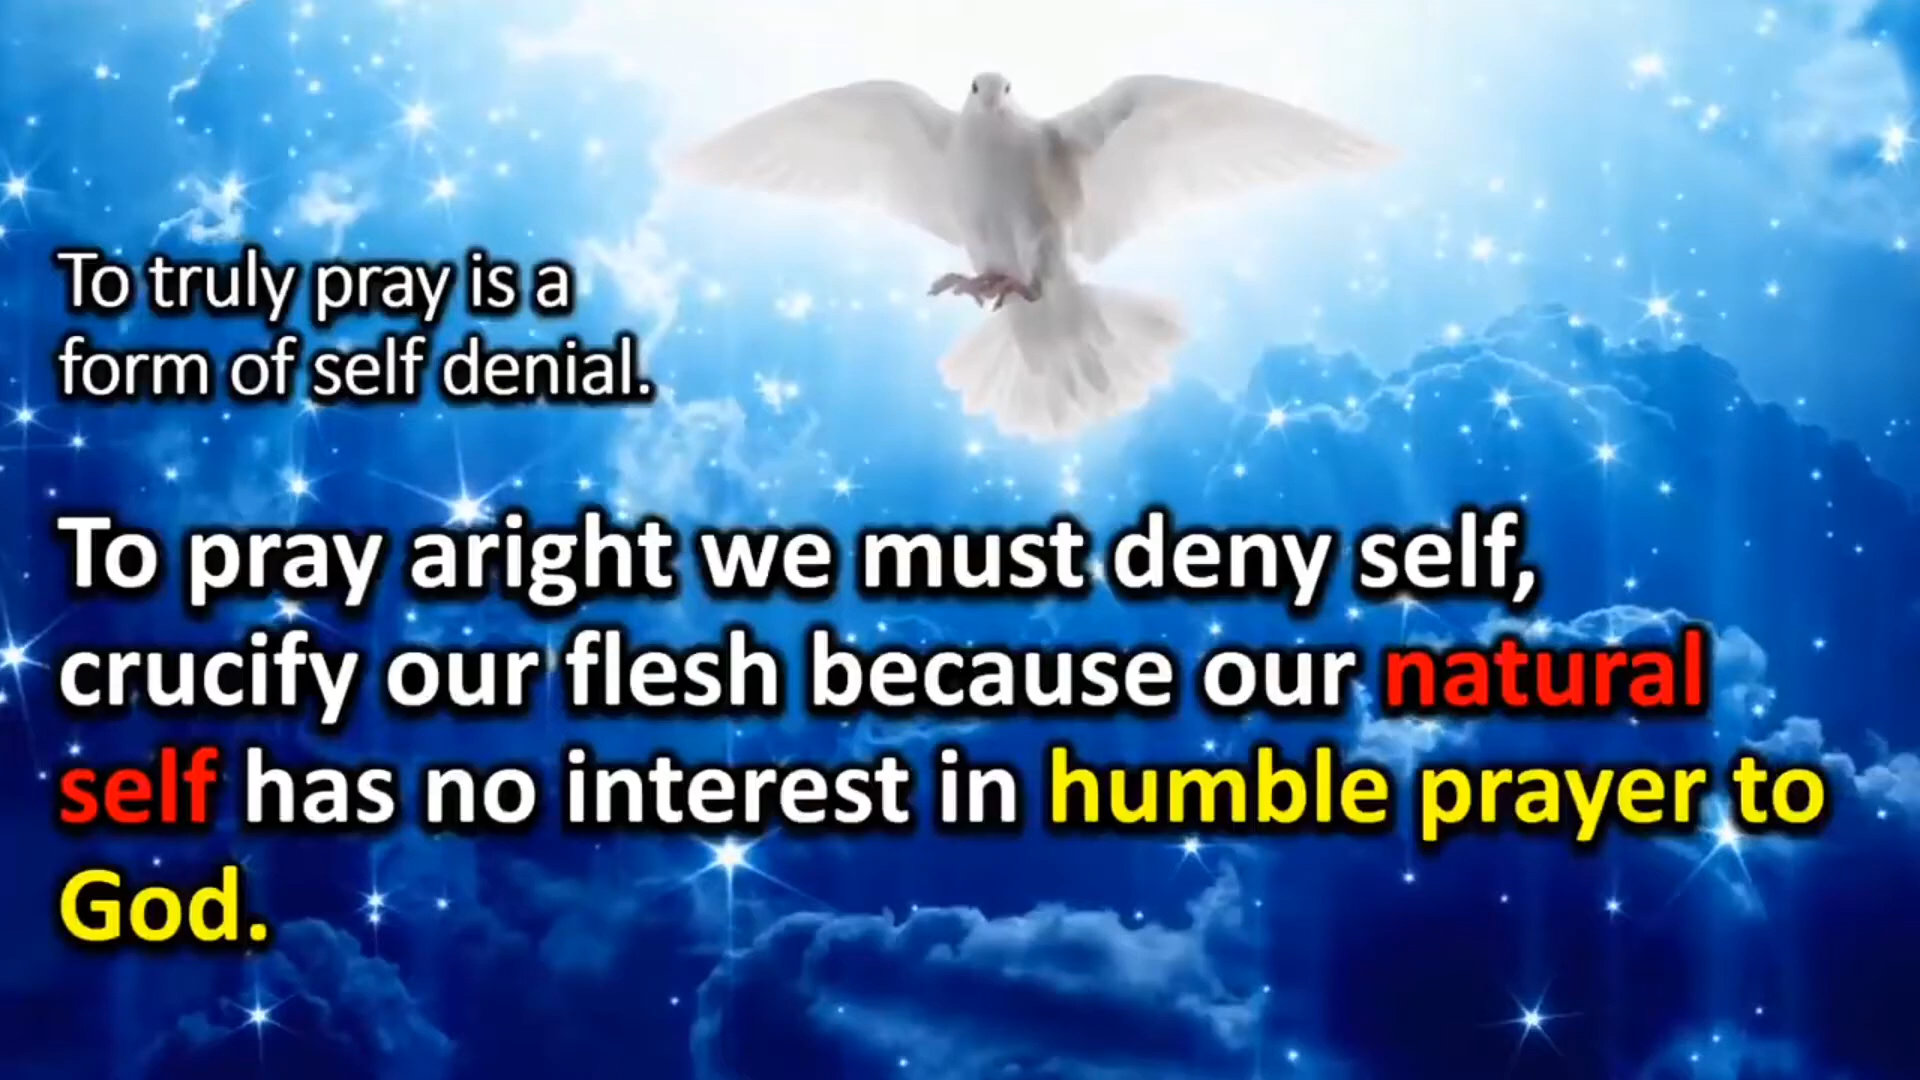 To truly pray is a
form of self denial.
To pray aright we must deny self,
crucify our flesh because our natural
self has no interest in humble prayer to
God.